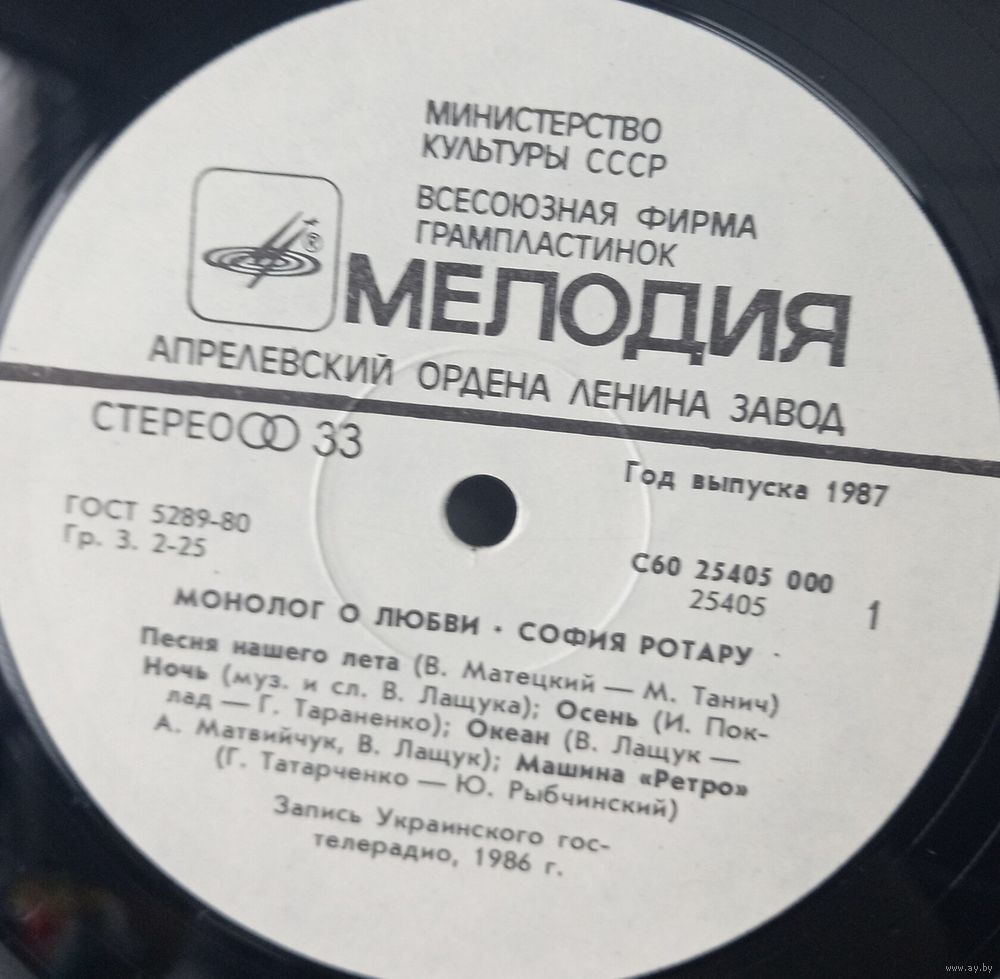 МИНИСТЕРСТВО
КУЛЬТУРЫ СССР
ВСЕСОЮЗНАЯ ФИРМА
ГРАМПЛАСТИНОК
®
МЕЛОДИЯ
АПРЕЛЕВСКИЙ ОРДЕНА ЛЕНИНА ЗАВОД
СТЕРЕО 33
Год выпуска 1987
ГОСТ 5289-80
Гр. 3. 2-25
С60 25405 000
25405
1
МОНОЛОГ О ЛЮБВИ · СОФИЯ РОТАРУ
Песня нашего лета (В. Матецкий — М. Танич)
Ночь (муз. и сл. В. Лащука); Осень (И. Пок-
лад — Г. Тараненко); Океан (В. Лащук —
А. Матвийчук, В. Лащук); Машина «Ретро»
(Г. Татарченко — Ю. Рыбчинский)
Запись Украинского гос-
телерадио, 1986 г.
www.ay.by